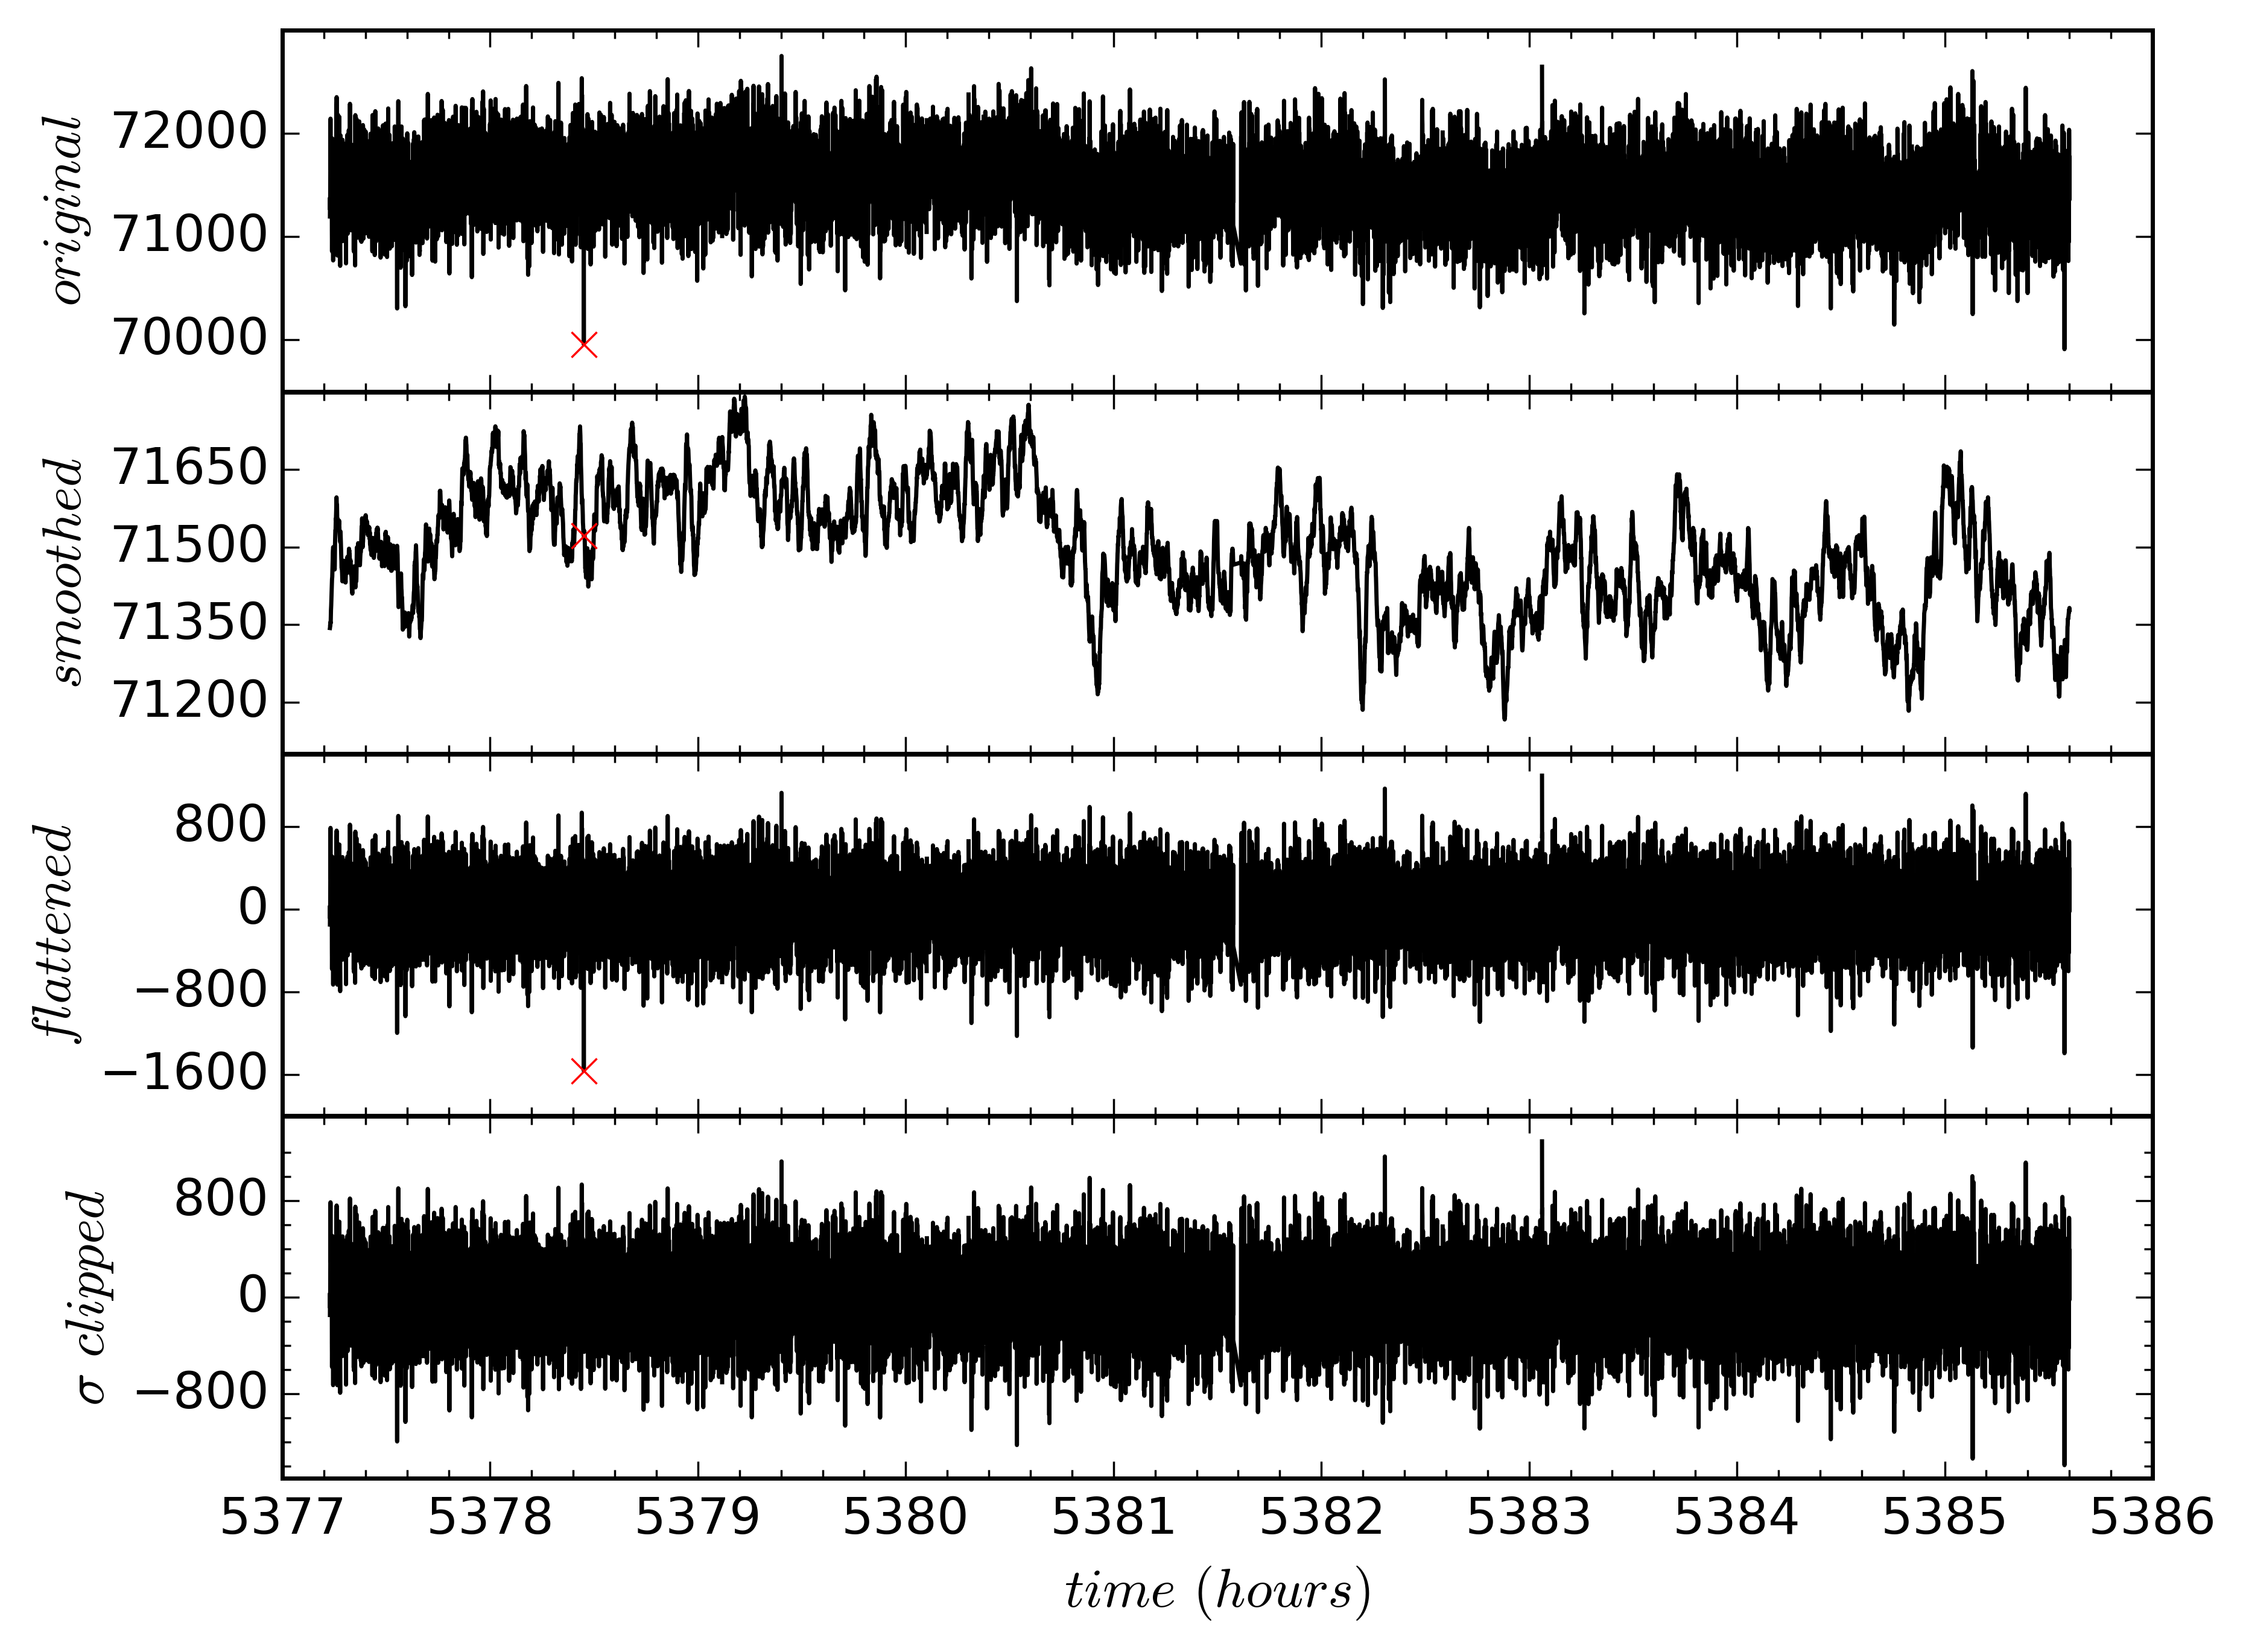 original
72000
71000
70000
smoothed
71650
71500
71350
71200
flattened
800
0
−800
−1600
σ clipped
800
0
−800
5377 5378 5379 5380 5381 5382 5383 5384 5385 5386
time (hours)